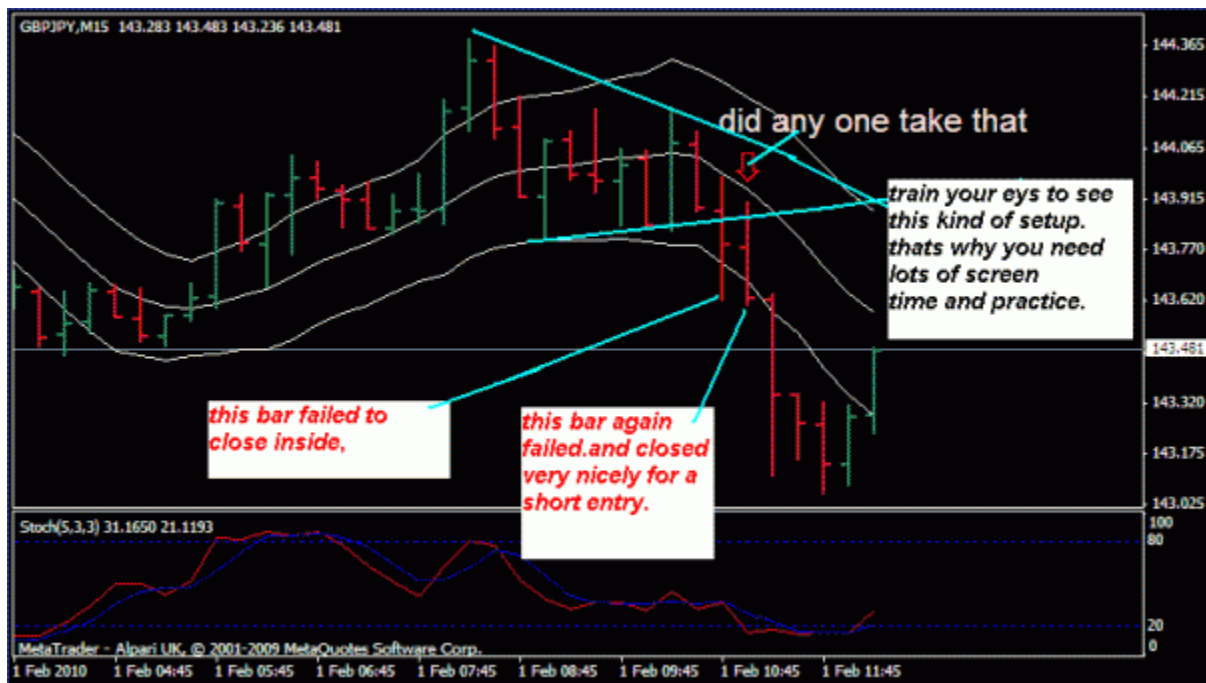 GBPJPY,M15 143.283 143.483 143.236 143.481
144.365
144.215
did any one take that
144.065
train your eys to see
this kind of setup.
thats why you need
lots of screen
time and practice.
143.915
143.770
143.620
143.481
this bar failed to
close inside,
this bar again
failed.and closed
very nicely for a
short entry.
143.320
143.175
143.025
Stoch(5,3,3) 31.1650 21.1193
100
80
20
0
MetaTrader - Alpari UK, © 2001-2009 MetaQuotes Software Corp.
1 Feb 2010 1 Feb 04:45 1 Feb 05:45 1 Feb 06:45 1 Feb 07:45 1 Feb 08:45 1 Feb 09:45 1 Feb 10:45 1 Feb 11:45